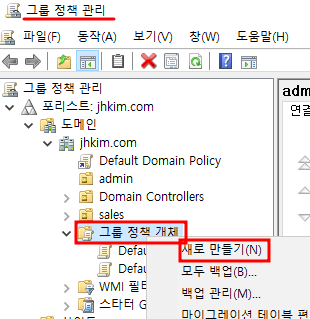 그룹 정책 관리
파일(F) 동작(A) 보기(V) 창(W) 도움말(H)
그룹 정책 관리
adm
포리스트: jhkim.com
연결
도메인
jhkim.com
Default Domain Policy
admin
Domain Controllers
sales
그룹 정책 개체
새로 만들기(N)
Defau
모두 백업(B)...
Defau
WMI 필터
백업 관리(M)...
스타터 G
마이그레이션 테이블 편